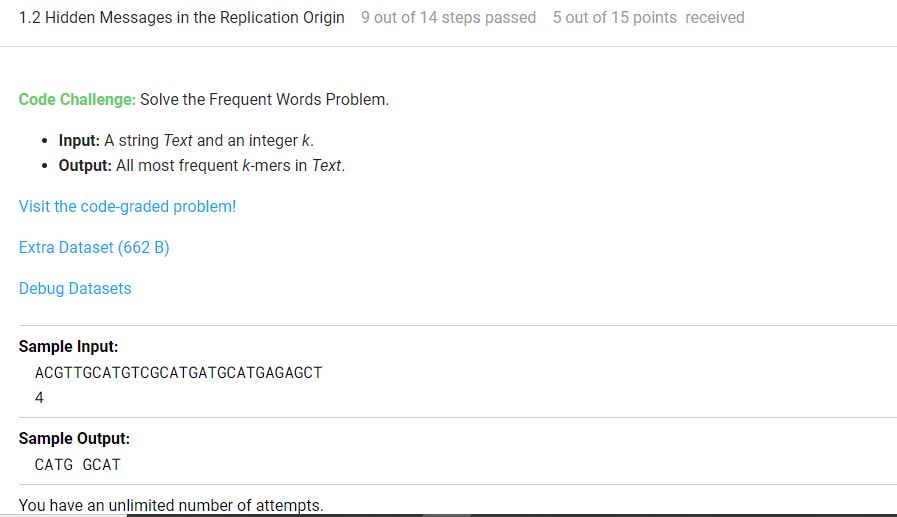 1.2 Hidden Messages in the Replication Origin 9 out of 14 steps passed 5 out of 15 points received
Code Challenge: Solve the Frequent Words Problem.
• Input: A string Text and an integer k.
• Output: All most frequent k-mers in Text.
Visit the code-graded problem!
Extra Dataset (662 B)
Debug Datasets
Sample Input:
ACGTTGCATGTCGCATGATGCATGAGAGCT
4
Sample Output:
CATG GCAT
You have an unlimited number of attempts.